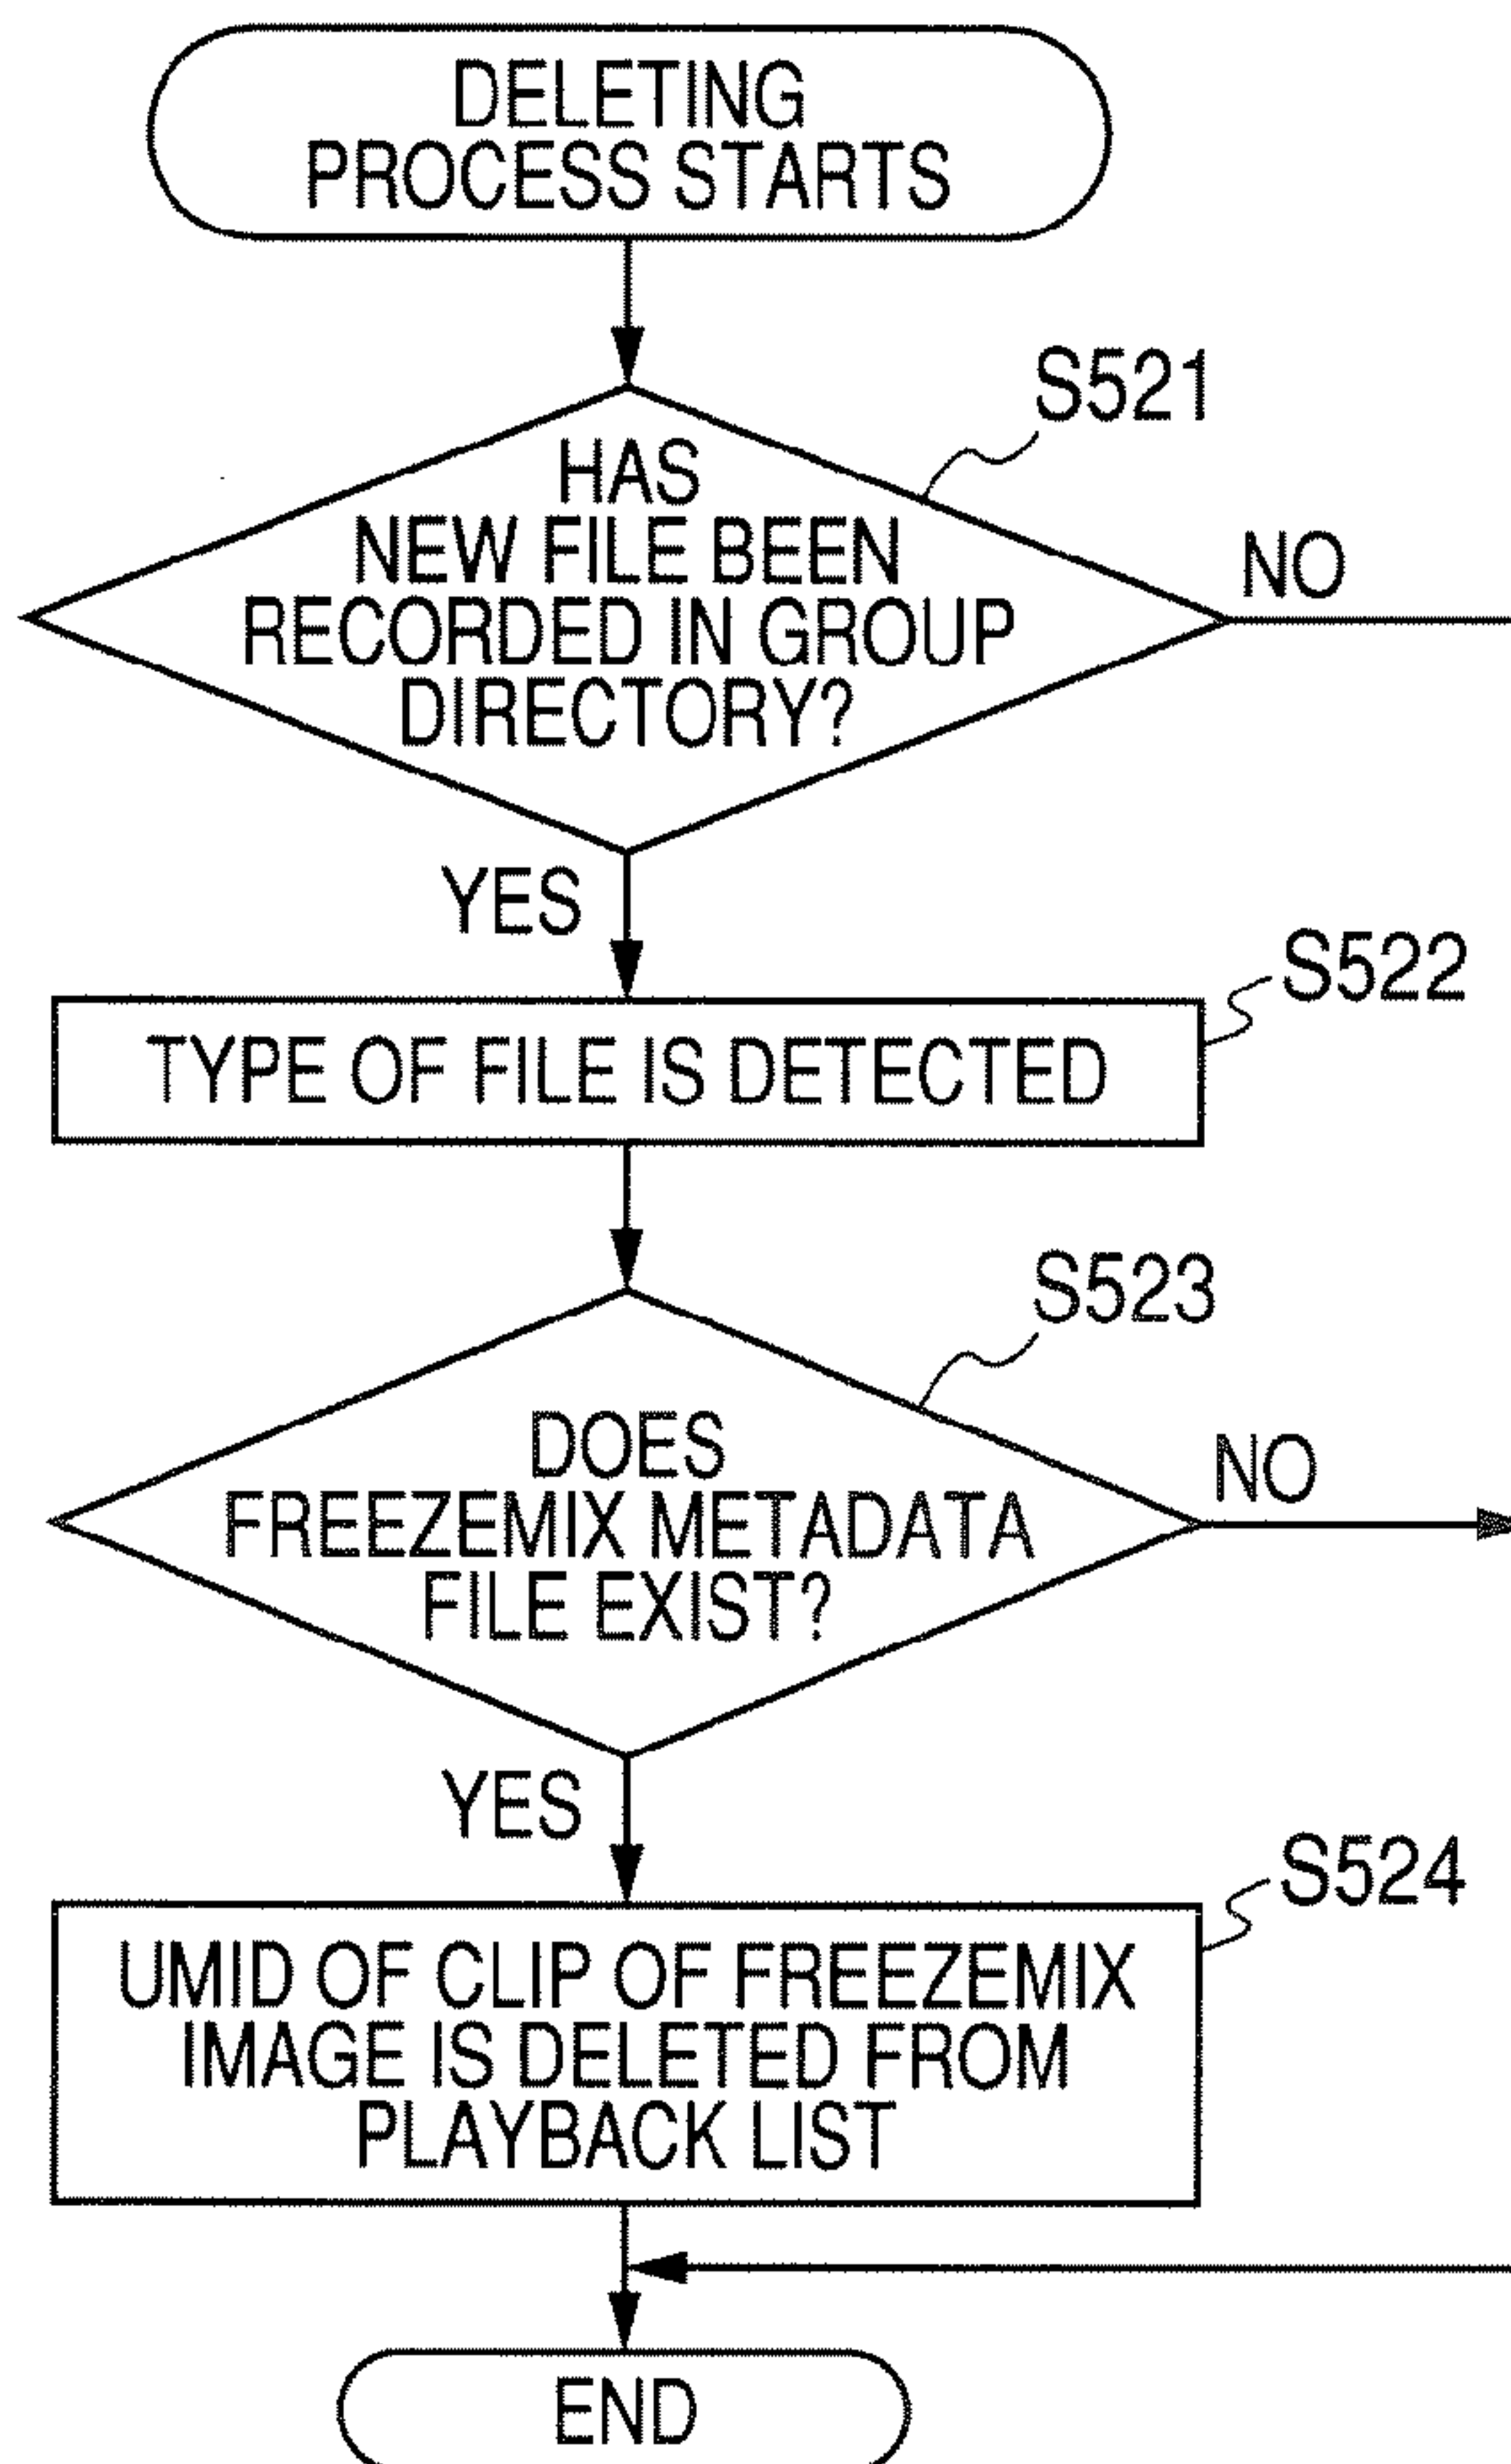 DELETING
PROCESS STARTS
S521
HAS
NEW FILE BEEN
RECORDED IN GROUP
DIRECTORY?
NO
YES
S522
TYPE OF FILE IS DETECTED
S523
DOES
FREEZEMIX METADATA
FILE EXIST?
NO
YES
S524
UMID OF CLIP OF FREEZEMIX
IMAGE IS DELETED FROM
PLAYBACK LIST
END